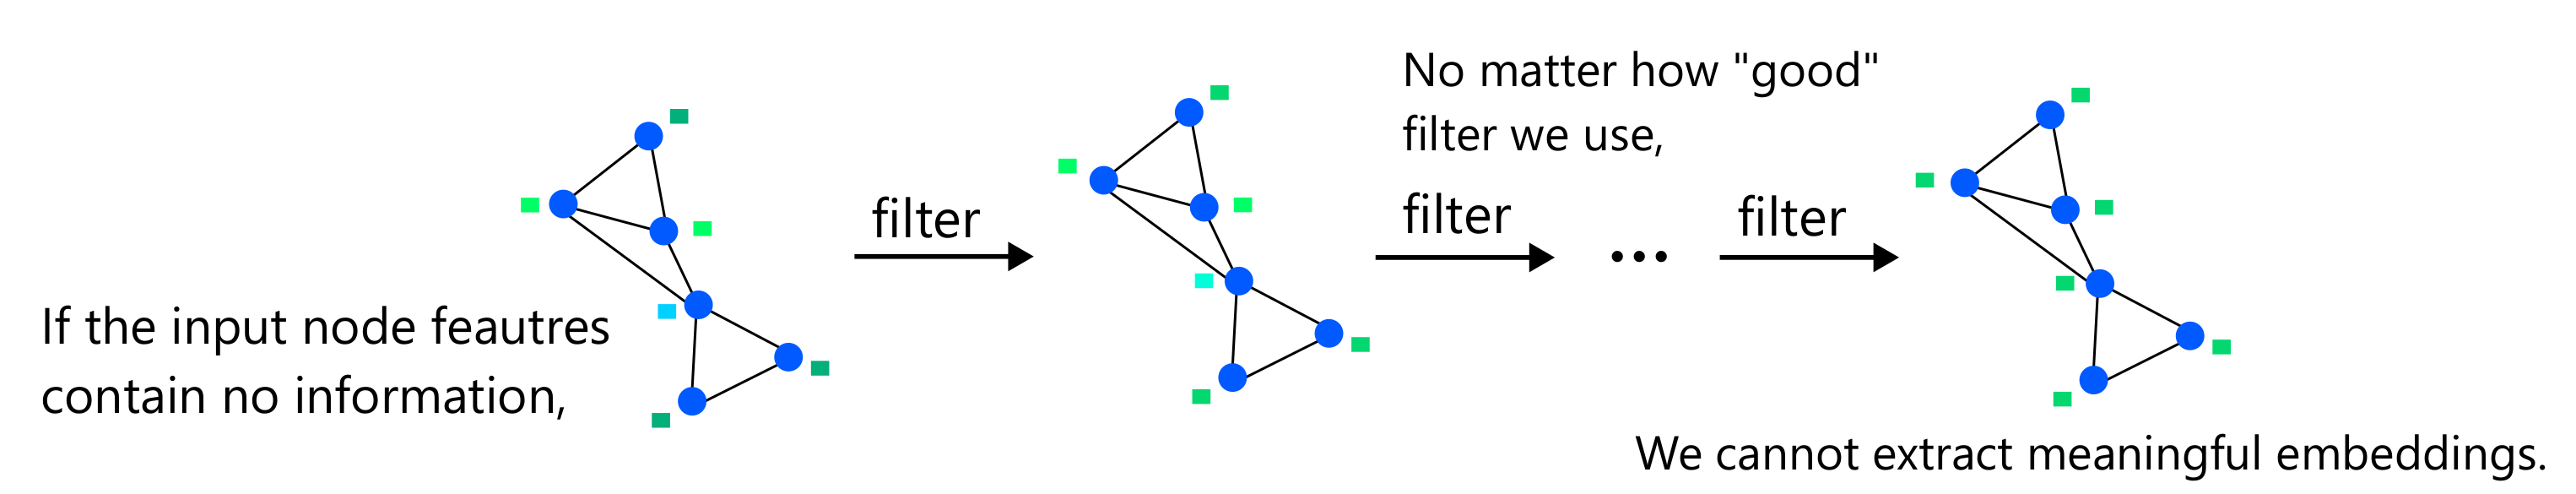 If the input node feautres
contain no information,
filter
No matter how "good"
filter we use,
filter
filter
We cannot extract meaningful embeddings.